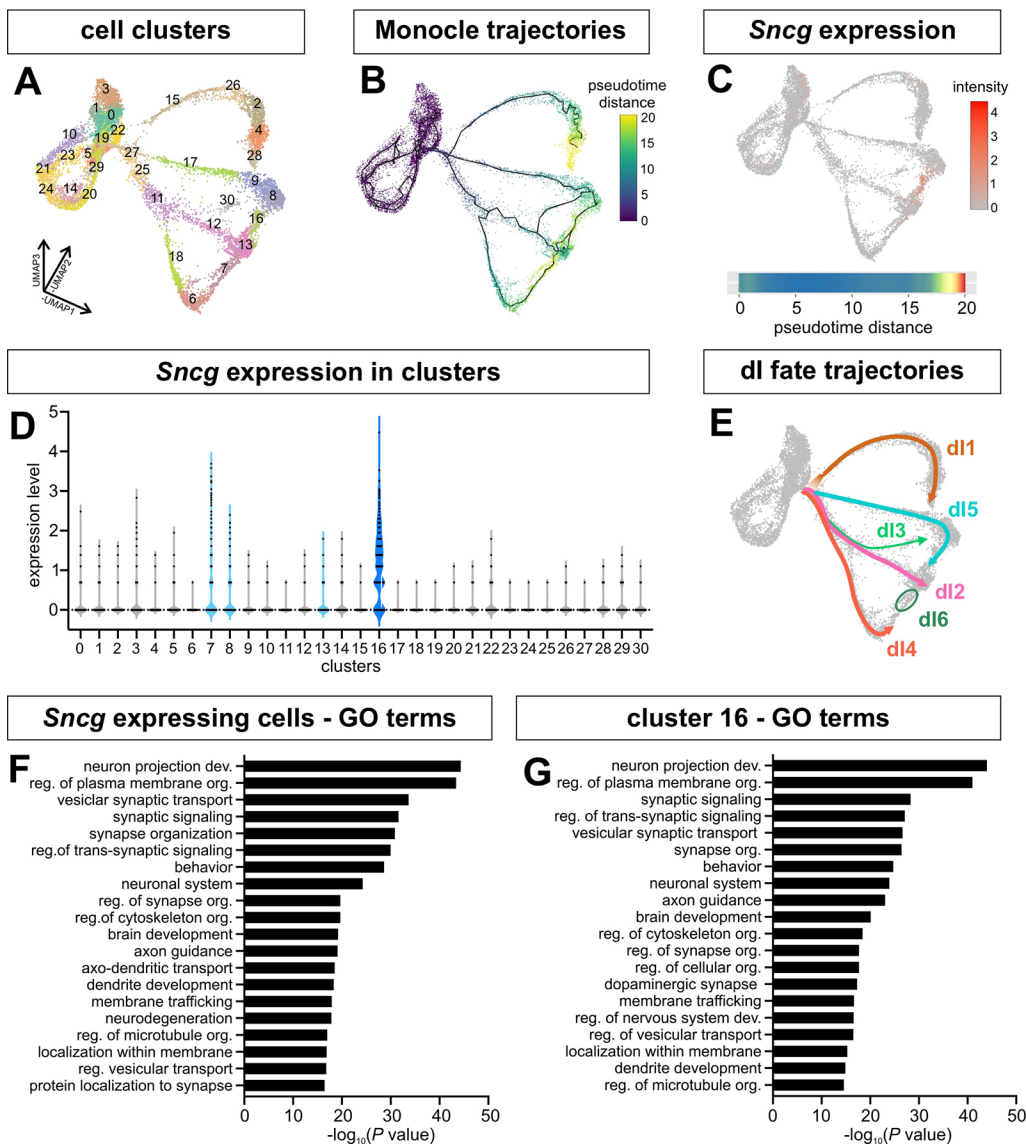 cell clusters
Monocle trajectories
Sncg expression
A
3
1
0
22
10
19
23
5
21
29
24
14
20
27
25
15
26
2
4
28
17
9
8
30
11
16
12
13
18
7
6
UMAP3
-UMAP2
-UMAP1
B
pseudotime
distance
20
15
10
5
0
C
intensity
4
3
2
1
0
0 5 10 15 20
pseudotime distance
Sncg expression in clusters
dI fate trajectories
D
expression level
5
4
3
2
1
0
0 1 2 3 4 5 6 7 8 9 10 11 12 13 14 15 16 17 18 19 20 21 22 23 24 25 26 27 28 29 30
clusters
E
dI1
dI5
dI3
dI2
dI6
dI4
Sncg expressing cells - GO terms
cluster 16 - GO terms
F
neuron projection dev.
reg. of plasma membrane org.
vesiclar synaptic transport
synaptic signaling
synapse organization
reg.of trans-synaptic signaling
behavior
neuronal system
reg. of synapse org.
reg.of cytoskeleton org.
brain development
axon guidance
axo-dendritic transport
dendrite development
membrane trafficking
neurodegeneration
reg. of microtubule org.
localization within membrane
reg. vesicular transport
protein localization to synapse
0 10 20 30 40 50
-log10(P value)
G
neuron projection dev.
reg. of plasma membrane org.
synaptic signaling
reg. of trans-synaptic signaling
vesicular synaptic transport
synapse org.
behavior
neuronal system
axon guidance
brain development
reg. of cytoskeleton org.
reg. of synapse org.
reg. of cellular org.
dopaminergic synapse
membrane trafficking
reg. of nervous system dev.
reg. of vesicular transport
localization within membrane
dendrite development
reg. of microtubule org.
0 10 20 30 40 50
-log10(P value)